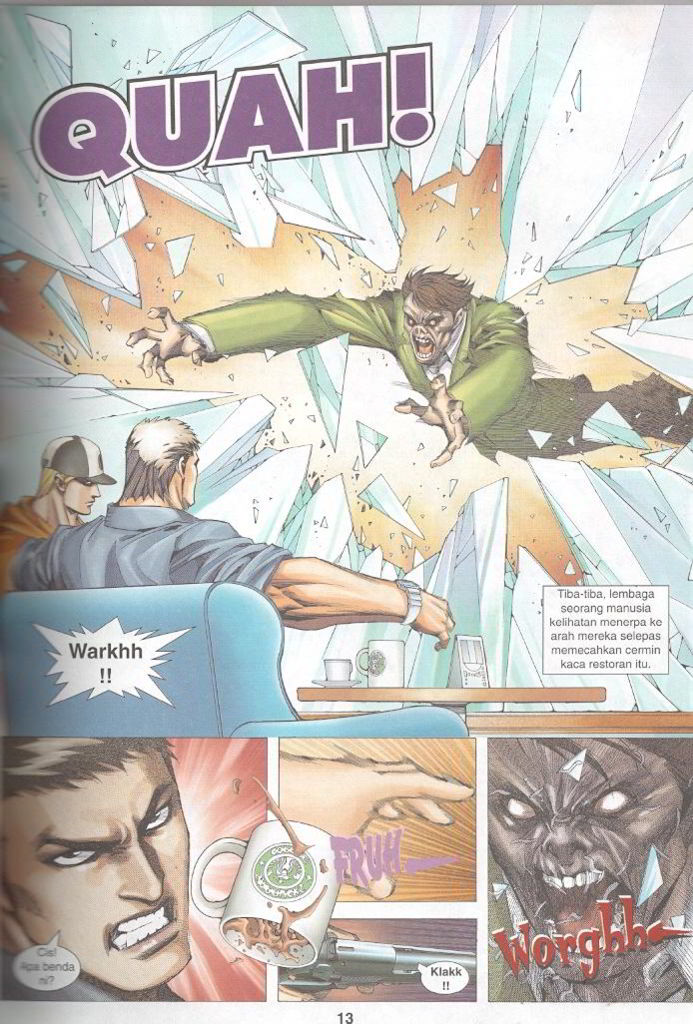 QUAH!
Tiba-tiba, lembaga
seorang manusia
kelihatan menerpa ke
arah mereka selepas
memecahkan cermin
kaca restoran itu.
Warkhh
!!
Cis!
Apa benda
ni?
FRUH
Klakk
!!
Worghh
13